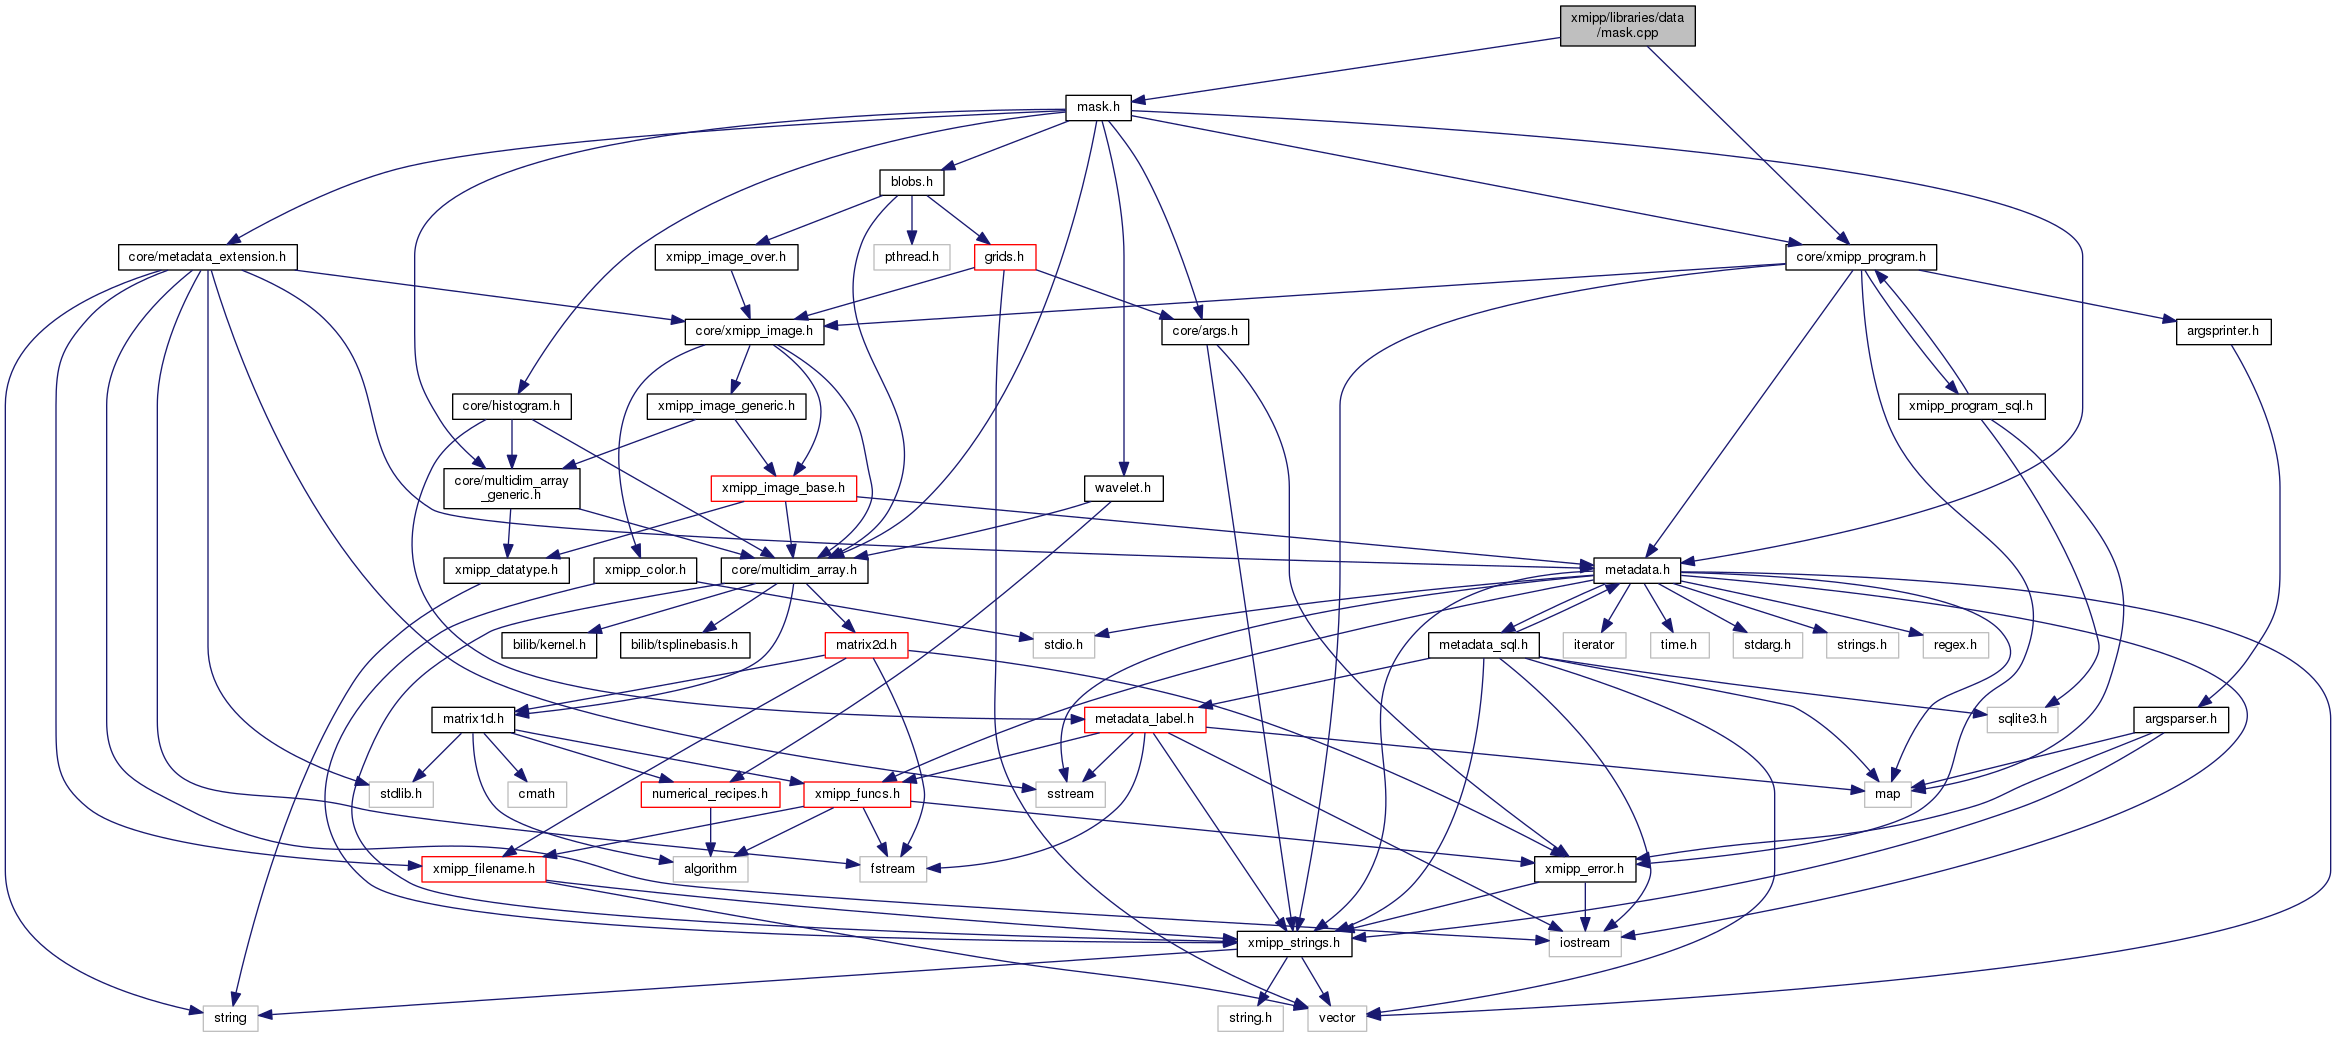 xmipp/libraries/data
/mask.cpp
mask.h
blobs.h
core/metadata_extension.h
xmipp_image_over.h
pthread.h
grids.h
core/xmipp_program.h
core/xmipp_image.h
core/args.h
argsprinter.h
core/histogram.h
xmipp_image_generic.h
xmipp_program_sql.h
core/multidim_array
_generic.h
xmipp_image_base.h
wavelet.h
xmipp_datatype.h
xmipp_color.h
core/multidim_array.h
metadata.h
bilib/kernel.h
bilib/tsplinebasis.h
matrix2d.h
stdio.h
metadata_sql.h
iterator
time.h
stdarg.h
strings.h
regex.h
matrix1d.h
metadata_label.h
sqlite3.h
argsparser.h
stdlib.h
cmath
numerical_recipes.h
xmipp_funcs.h
sstream
map
xmipp_filename.h
algorithm
fstream
xmipp_error.h
xmipp_strings.h
iostream
string
string.h
vector